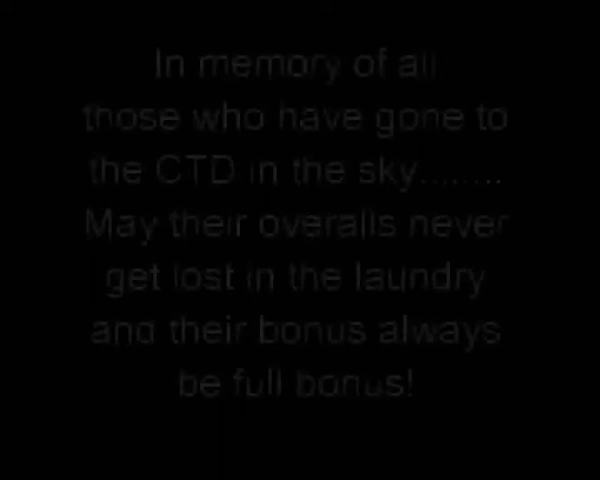 In memory of all
those who have gone to
the CTD in the sky........
May their overalls never
get lost in the laundry
and their bonus always
be full bonus!